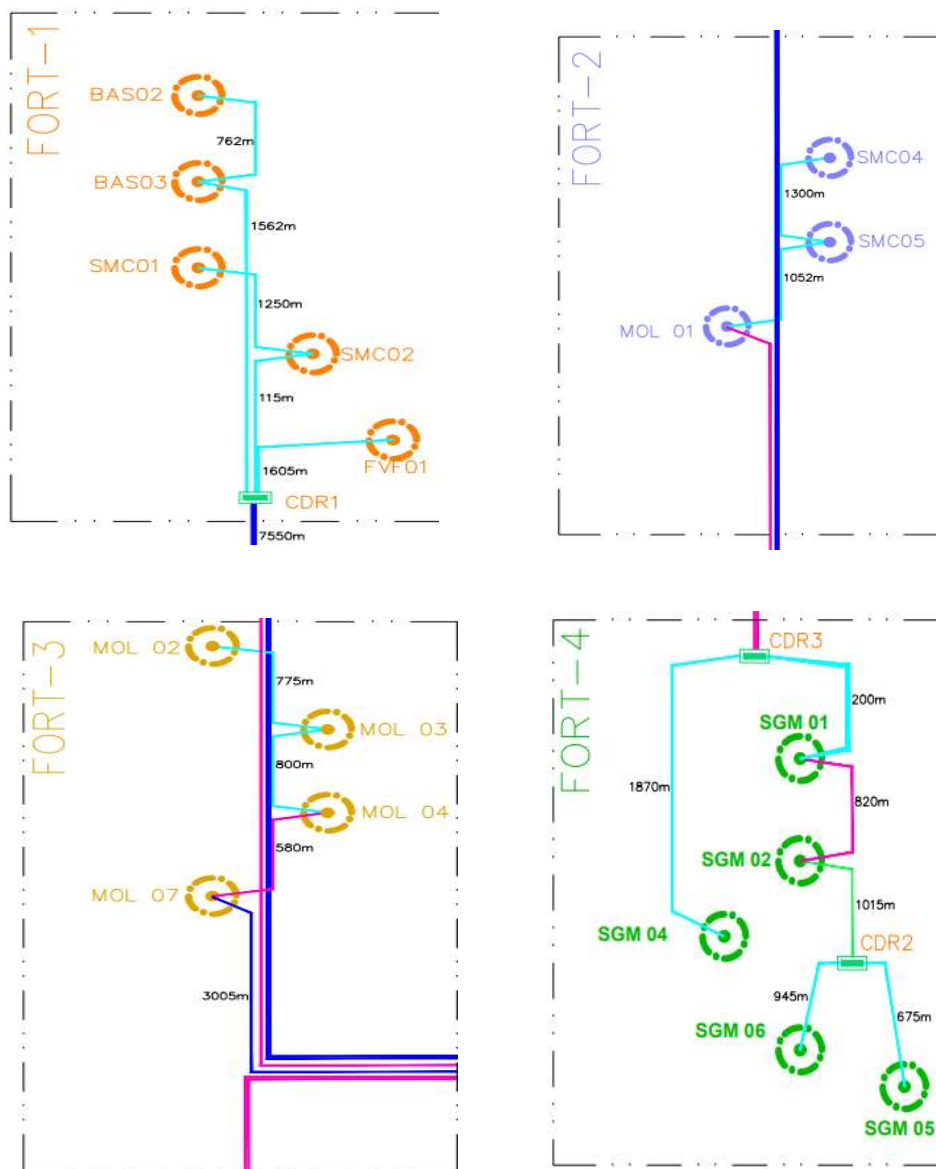 FORT-1
BAS02
762m
BAS03
1562m
SMC01
1250m
SMC02
115m
FVF01
1605m
CDR1
7550m
FORT-2
SMC04
1300m
SMC05
1052m
MOL 01
FORT-3
MOL 02
775m
MOL 03
800m
MOL 04
580m
MOL 07
3005m
FORT-4
CDR3
200m
SGM 01
1870m
820m
SGM 02
1015m
SGM 04
CDR2
945m
675m
SGM 06
SGM 05